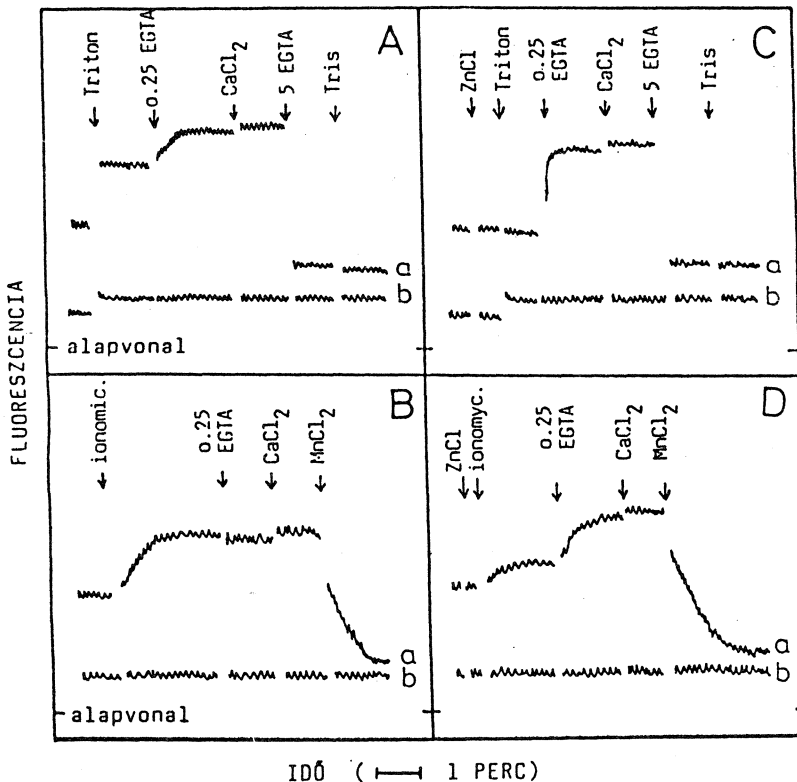 A
Triton
0.25 EGTA
CaCl2
5 EGTA
Tris
a
b
alapvonal
C
ZnCl
Triton
0.25
EGTA
CaCl2
5 EGTA
Tris
a
b
B
ionomic.
0.25
EGTA
CaCl2
MnCl2
a
b
alapvonal
D
ZnCl
ionomyc.
0.25
EGTA
CaCl2
MnCl2
a
b
FLUORESZCENCIA
IDŐ ( 1 PERC)